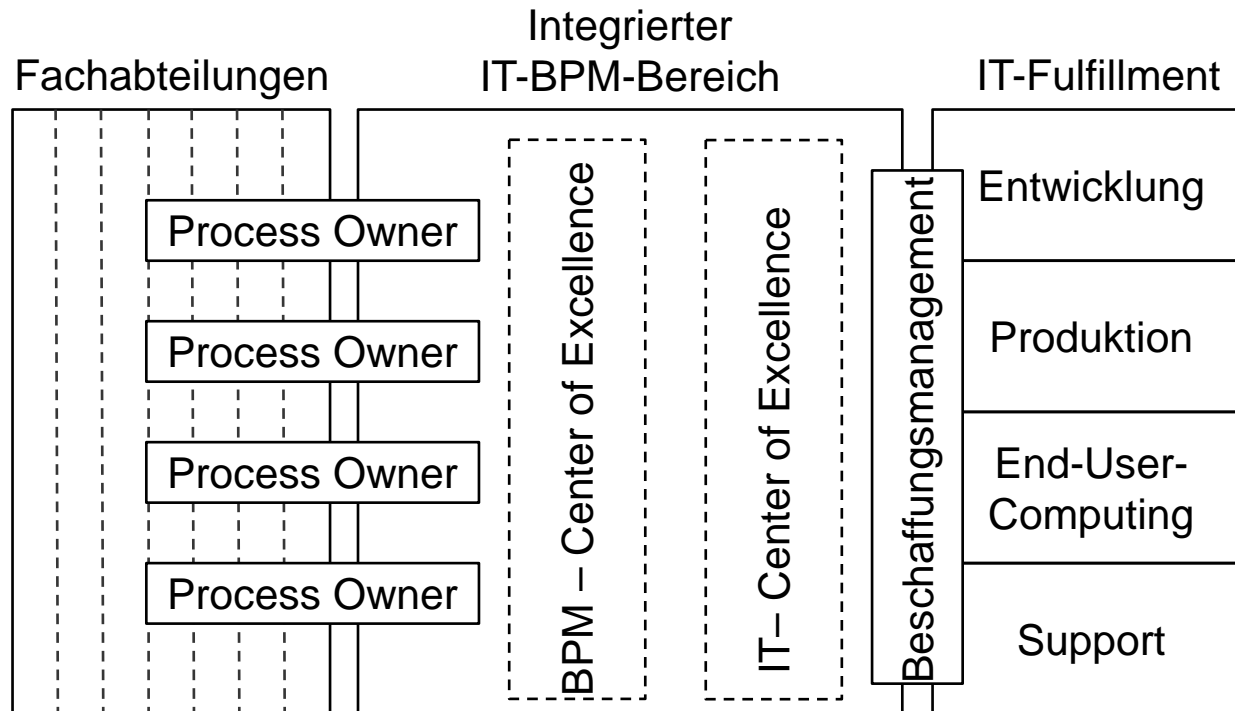 Fachabteilungen
Integrierter
IT-BPM-Bereich
IT-Fulfillment
Process Owner
Process Owner
Process Owner
Process Owner
BPM – Center of Excellence
IT– Center of Excellence
Beschaffungsmanagement
Entwicklung
Produktion
End-User-
Computing
Support